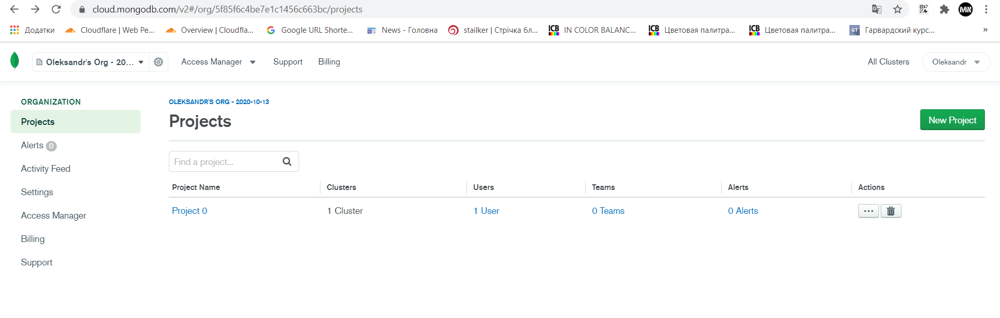 cloud.mongodb.com/v2#/org/5f85f6c4be7e1c1456c663bc/projects
Додатки Cloudflare | Web Pe... Overview | Cloudfla... Google URL Shorte... News - Головна stailker | Стрічка бл... ICB IN COLOR BALANC... ICB Цветовая палитра... ICB Цветовая палитра... GT Гарвардский курс... »
Oleksandr's Org - 20... Access Manager Support Billing All Clusters Oleksandr
ORGANIZATION
Projects
Alerts 0
Activity Feed
Settings
Access Manager
Billing
Support
OLEKSANDR'S ORG - 2020-10-13
Projects
New Project
Find a project...
Project Name Clusters Users Teams Alerts Actions
Project 0 1 Cluster 1 User 0 Teams 0 Alerts ...